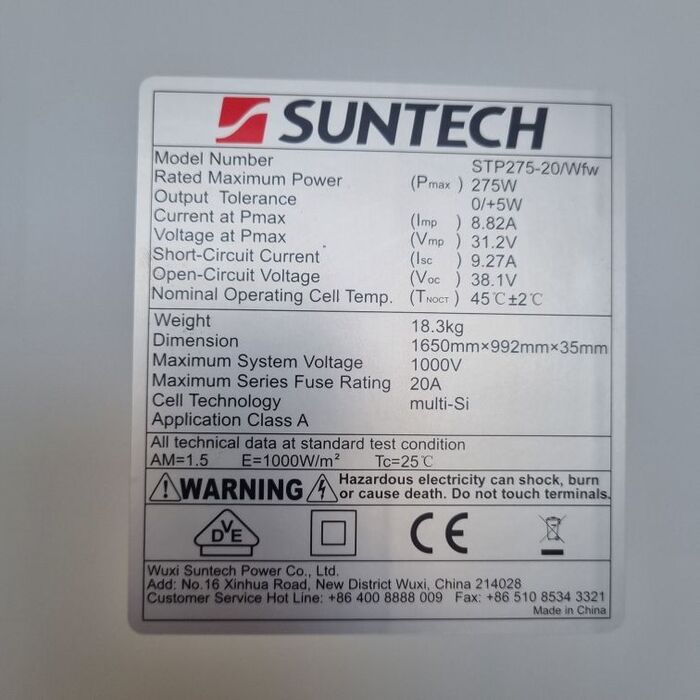 SUNTECH
Model Number STP275-20/Wfw
Rated Maximum Power (Pmax) 275W
Output Tolerance 0/+5W
Current at Pmax (Imp) 8.82A
Voltage at Pmax (Vmp) 31.2V
Short-Circuit Current (Isc) 9.27A
Open-Circuit Voltage (Voc) 38.1V
Nominal Operating Cell Temp. (TNOCT) 45℃±2℃
Weight 18.3kg
Dimension 1650mm×992mm×35mm
Maximum System Voltage 1000V
Maximum Series Fuse Rating 20A
Cell Technology multi-Si
Application Class A
All technical data at standard test condition
AM=1.5 E=1000W/m² Tc=25℃
WARNING Hazardous electricity can shock, burn
or cause death. Do not touch terminals.
DVE CE
Wuxi Suntech Power Co., Ltd.
Add: No.16 Xinhua Road, New District Wuxi, China 214028
Customer Service Hot Line: +86 400 8888 009 Fax: +86 510 8534 3321
Made in China